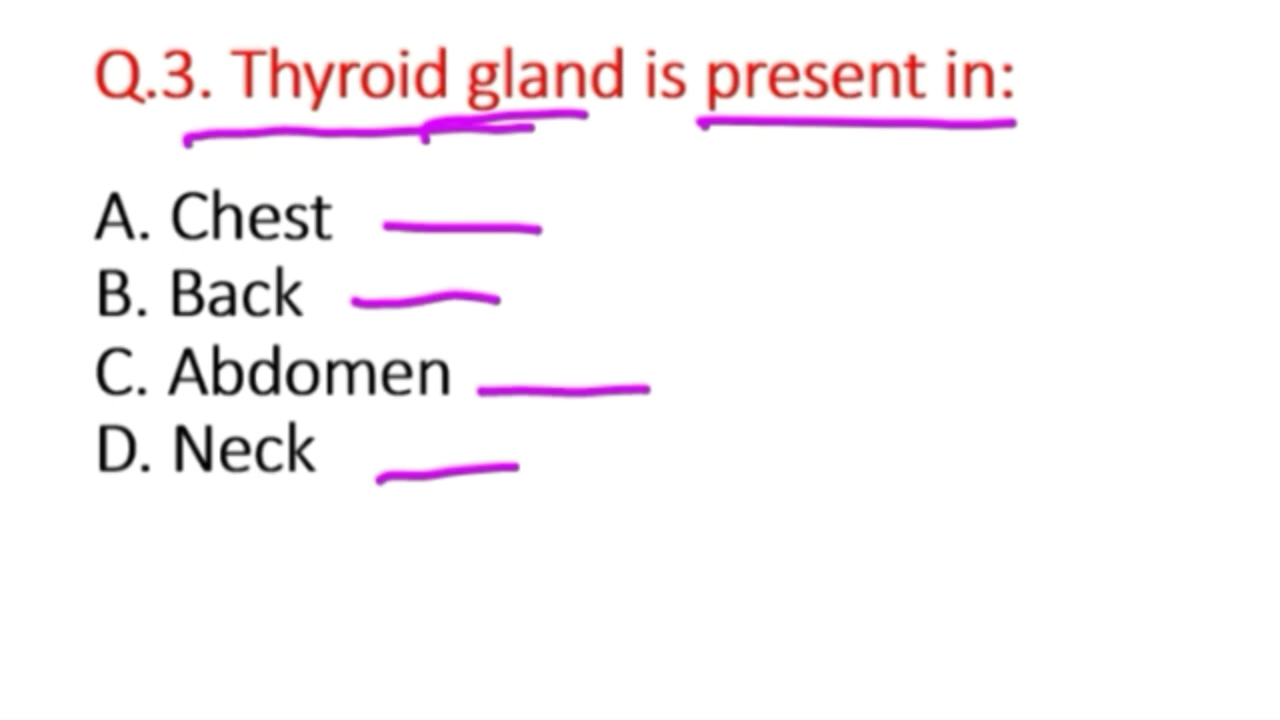 Q.3. Thyroid gland is present in:
A. Chest
B. Back
C. Abdomen
D. Neck